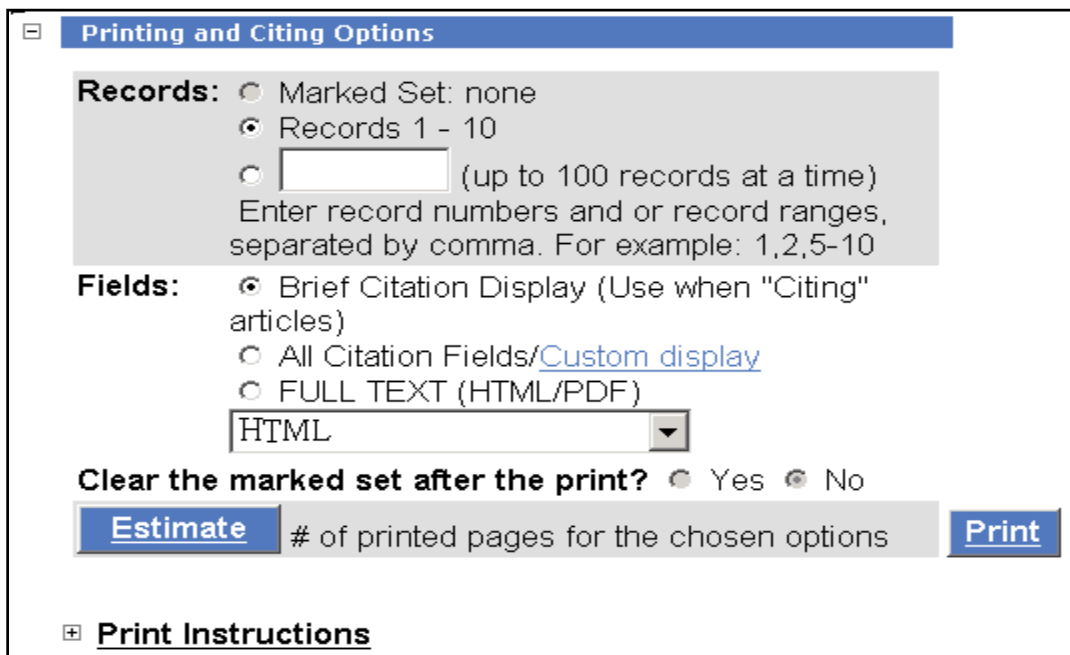 Printing and Citing Options
Records: Marked Set: none
Records 1 - 10
(up to 100 records at a time)
Enter record numbers and or record ranges,
separated by comma. For example: 1,2,5-10
Fields: Brief Citation Display (Use when "Citing"
articles)
All Citation Fields/Custom display
FULL TEXT (HTML/PDF)
HTML
Clear the marked set after the print? Yes No
Estimate # of printed pages for the chosen options Print
Print Instructions